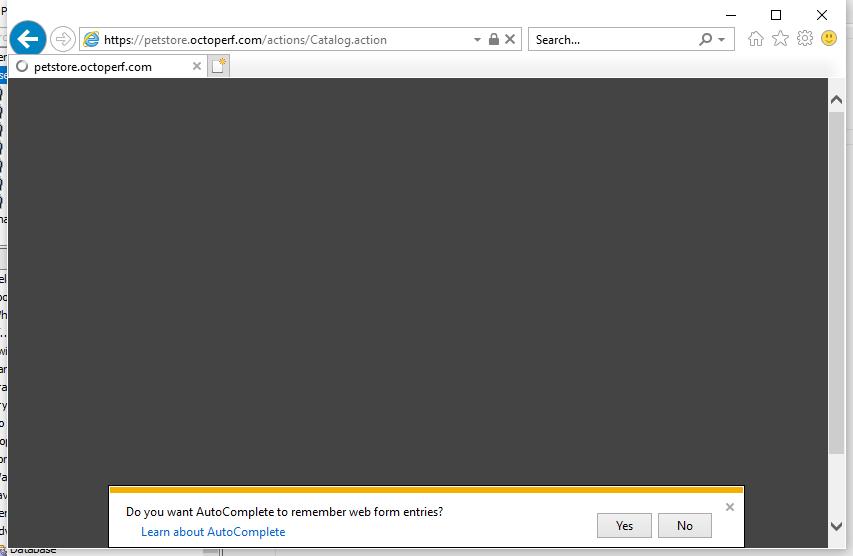 https://petstore.octoperf.com/actions/Catalog.action
Search...
petstore.octoperf.com
Do you want AutoComplete to remember web form entries?
Learn about AutoComplete
Yes
No
Database